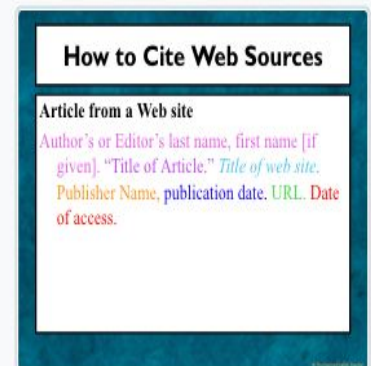 How to Cite Web Sources
Article from a Web site
Author's or Editor's last name, first name [if
given]. "Title of Article." Title of web site.
Publisher Name, publication date. URL. Date
of access.